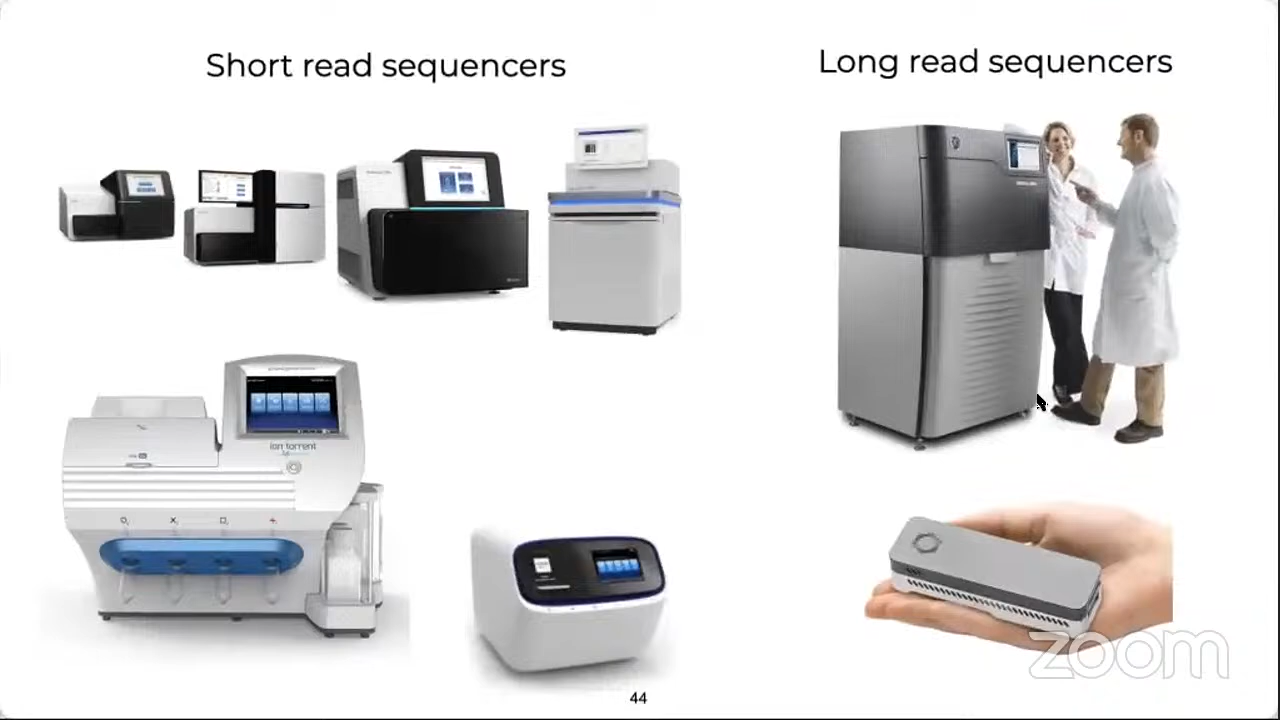 Short read sequencers
Long read sequencers
ion torrent
zoom
44